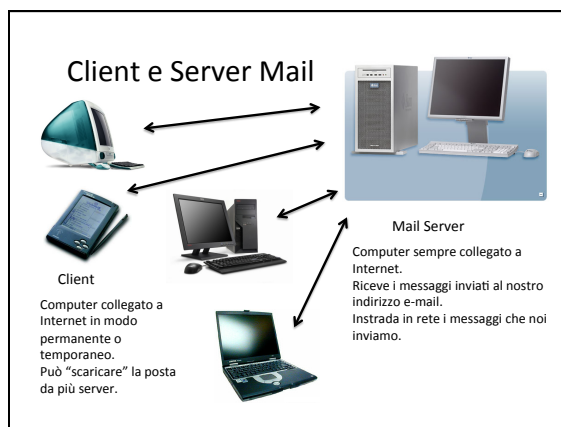 Client e Server Mail
Client
Computer collegato a
Internet in modo
permanente o
temporaneo.
Può “scaricare” la posta
da più server.
Mail Server
Computer sempre collegato a
Internet.
Riceve i messaggi inviati al nostro
indirizzo e-mail.
Instrada in rete i messaggi che noi
inviamo.